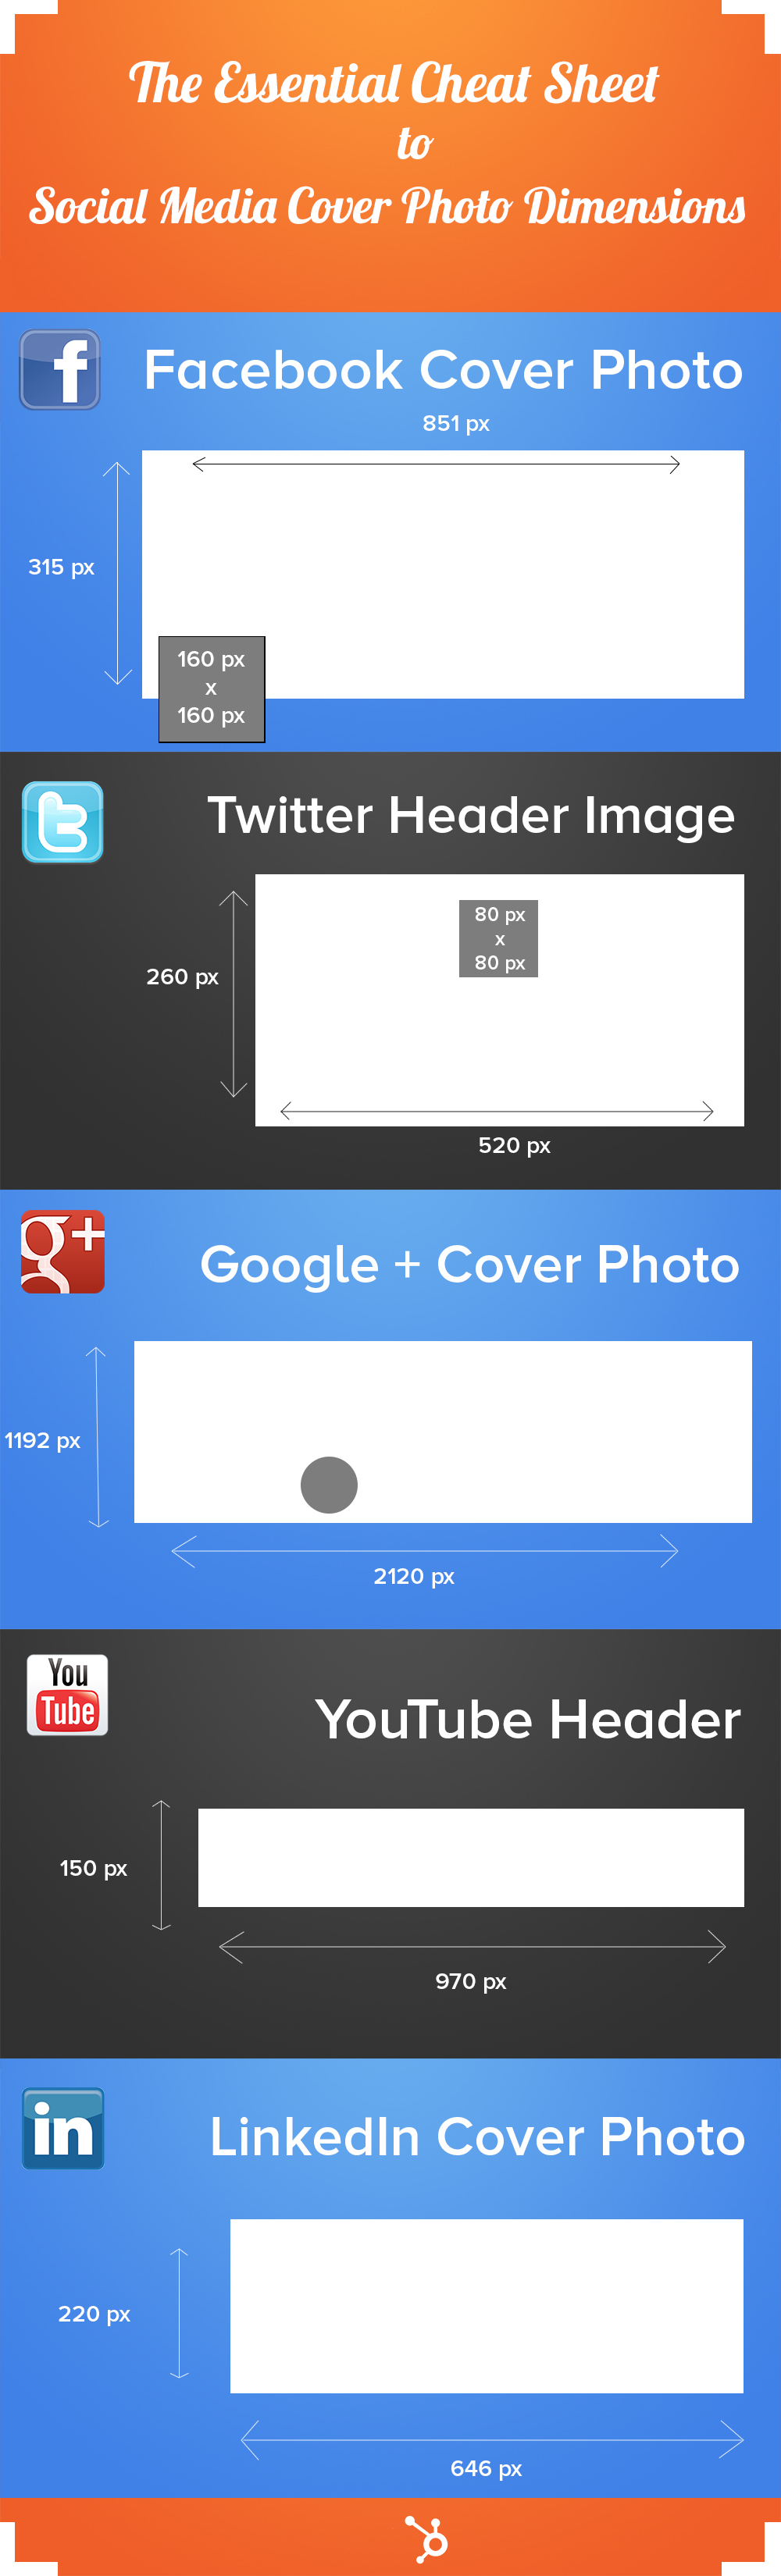 The Essential Cheat Sheet
to
Social Media Cover Photo Dimensions
f
Facebook Cover Photo
851 px
315 px
160 px
x
160 px
t
Twitter Header Image
80 px
x
80 px
260 px
520 px
g+
Google + Cover Photo
1192 px
2120 px
You
Tube
YouTube Header
150 px
970 px
in
LinkedIn Cover Photo
220 px
646 px